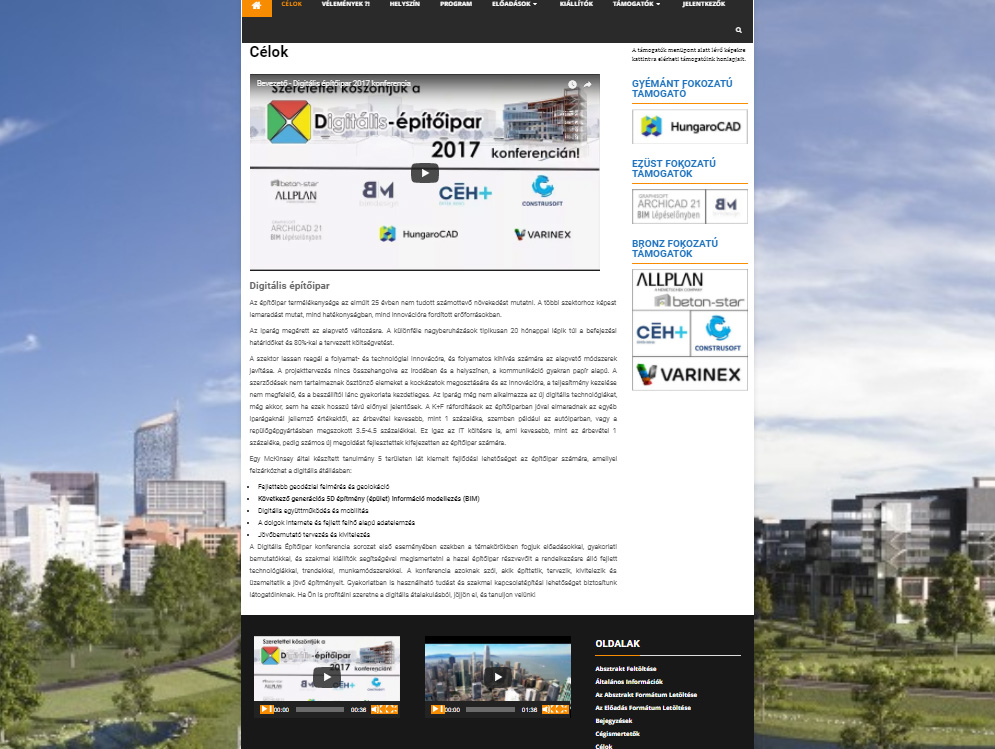 CÉLOK VÉLEMÉNYEK ?! HELYSZÍN PROGRAM ELŐADÁSOK KIÁLLÍTÓK TÁMOGATÓK JELENTKEZŐK
Célok
Bevezető - Digitális építőipar 2017 konferencia
Szeretettel köszöntjük a
Digitális-építőipar
2017 konferencián!
beton-star
ALLPLAN
BM
CÉH+
CONSTRUSOFT
ARCHICAD 21
BIM Lépéselőnyben
HungaroCAD
VARINEX
Digitális építőipar
Az építőipar termelékenysége az elmúlt 25 évben nem tudott számottevő növekedést mutatni. A többi szektorhoz képest
lemaradást mutat, mind hatékonyságban, mind innovációra fordított erőforrásokban.
Az iparág megérett az alapvető változásra. A különféle nagyberuházások tipikusan 20 hónappal lépik túl a befejezési
határidőket és 80%-kal a tervezett költségvetést.
A szektor lassan reagál a folyamat- és technológiai innovácóra, és folyamatos kihívás számára az alapvető módszerek
javítása. A projekttervezés nincs összehangolva az irodában és a helyszínen, a kommunikáció gyakran papír alapú. A
szerződések nem tartalmaznak ösztönző elemeket a kockázatok megosztására és az innovációra, a teljesítmény kezelése
nem megfelelő, és a beszállítói lánc gyakorlata kezdetleges. Az iparág még nem alkalmazza az új digitális technológiákat,
még akkor, sem ha ezek hosszú távú előnyei jelentősek. A K+F ráfordítások az építőiparban jóval elmaradnak az egyéb
iparágaknál jellemző értékektől, az árbevétel kevesebb, mint 1 százaléka, szemben például az autóiparban, vagy a
repülőgépgyártásban megszokott 3.5-4.5 százalékkal. Ez igaz az IT költésre is, ami kevesebb, mint az árbevétel 1
százaléka, pedig számos új megoldást fejlesztettek kifejezetten az építőipar számára.
Egy McKinsey által készített tanulmány 5 területen lát kiemelt fejlődési lehetőséget az építőipar számára, amellyel
felzárkózhat a digitális átállásban:
Fejlettebb geodéziai felmérés és geolokáció
Következő generációs 5D építmény (épület) információ modellezés (BIM)
Digitális együttműködés és mobilitás
A dolgok internete és fejlett felhő alapú adatelemzés
Jövőbemutató tervezés és kivitelezés
A Digitális Építőipar konferencia sorozat első eseményében ezekben a témakörökben fogjuk előadásokkal, gyakorlati
bemutatókkal, és szakmai kiállítók segítségével megismertetni a hazai építőipar részvevőit a rendelkezésre álló fejlett
technológiákkal, trendekkel, munkamódszerekkel. A konferencia azoknak szól, akik építtetik, tervezik, kivitelezik és
üzemeltetik a jövő építményeit. Gyakorlatban is használható tudást és szakmai kapcsolatépítési lehetőséget biztosítunk
látogatóinknak. Ha Ön is profitálni szeretne a digitális átalakulásból, jöjjön el, és tanuljon velünk!
A támogatók menüpont alatt lévő képekre
kattintva elérheti támogatóink honlapjait.
GYÉMÁNT FOKOZATÚ
TÁMOGATÓ
HungaroCAD
EZÜST FOKOZATÚ
TÁMOGATÓK
GRAPHISOFT
ARCHICAD 21
BIM Lépéselőnyben
BM
BRONZ FOKOZATÚ
TÁMOGATÓK
ALLPLAN
beton-star
CÉH+
CONSTRUSOFT
VARINEX
Szeretettel köszöntjük a
Digitális-építőipar
2017 konferencián!
BM CÉH+
00:00 00:36
00:00 01:36
OLDALAK
Absztrakt Feltöltése
Általános Információk
Az Absztrakt Formátum Letöltése
Az Előadás Formátum Letöltése
Bejegyzések
Cégismertetők
Célok